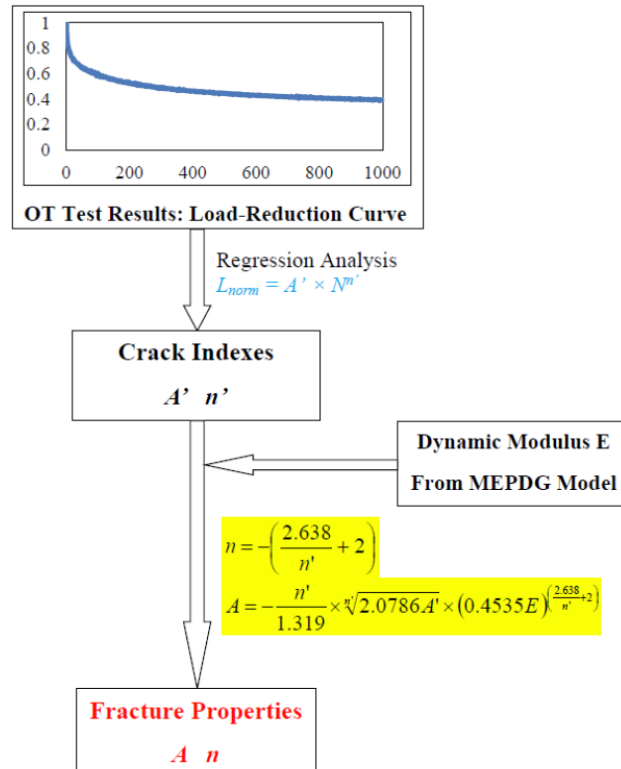 1
0.8
0.6
0.4
0.2
0
0 200 400 600 800 1000
OT Test Results: Load-Reduction Curve
Regression Analysis
L_norm = A’ × N^n'
Crack Indexes
A’ n’
Dynamic Modulus E
From MEPDG Model
n = −(2.638/n' + 2)
A = − n'/1.319 × ⁿ'√2.0786A' × (0.4535E)^(2.638/n' + 2)
Fracture Properties
A n